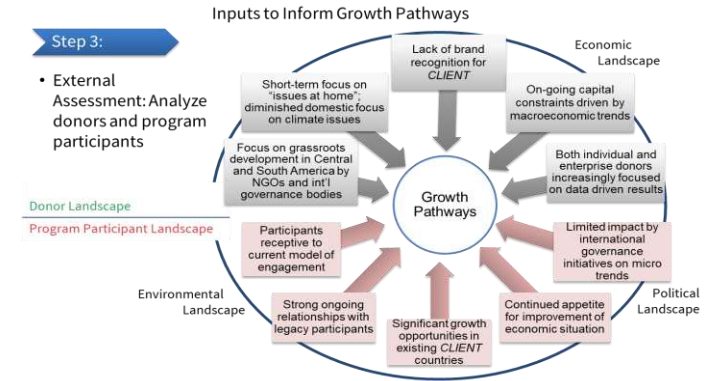 Inputs to Inform Growth Pathways
Step 3:
• External
Assessment: Analyze
donors and program
participants
Economic
Landscape
Lack of brand
recognition for
CLIENT
Short-term focus on
“issues at home”;
diminished domestic focus
on climate issues
On-going capital
constraints driven by
macroeconomic trends
Focus on grassroots
development in Central
and South America by
NGOs and int'l
governance bodies
Both individual and
enterprise donors
increasingly focused
on data driven results
Growth
Pathways
Donor Landscape
Program Participant Landscape
Participants
receptive to
current model of
engagement
Limited impact by
international
governance
initiatives on micro
trends
Environmental
Landscape
Strong ongoing
relationships with
legacy participants
Significant growth
opportunities in
existing CLIENT
countries
Continued appetite
for improvement of
economic situation
Political
Landscape